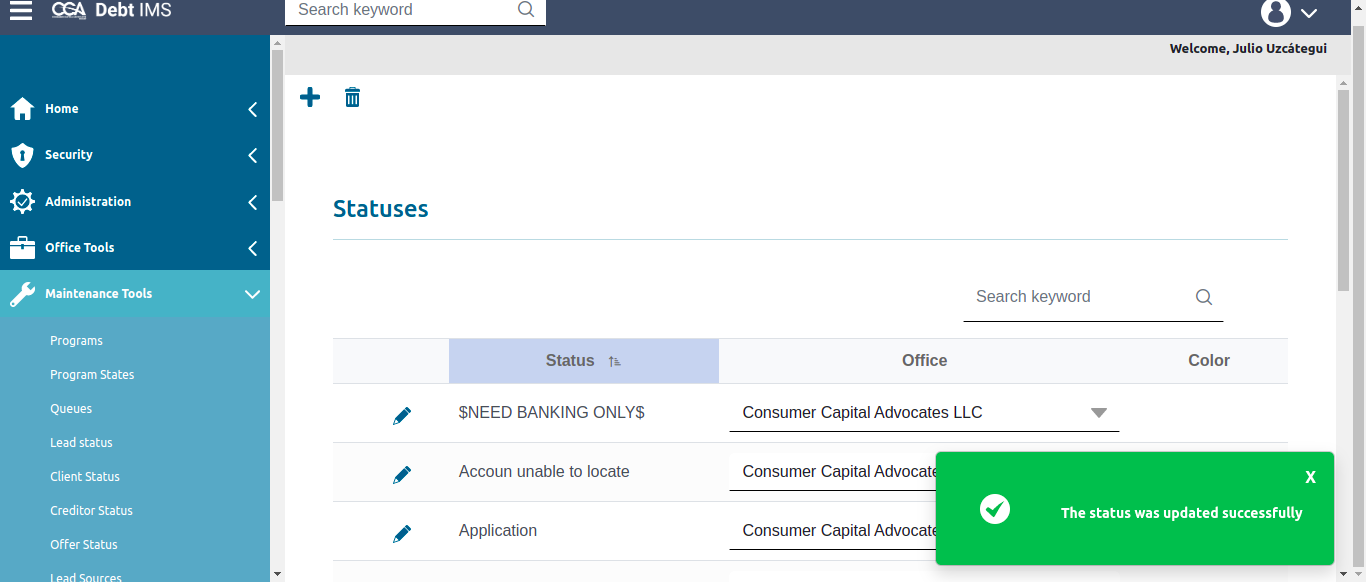 CGA Debt IMS
Search keyword
Welcome, Julio Uzcátegui
Home
Security
Administration
Office Tools
Maintenance Tools
Programs
Program States
Queues
Lead status
Client Status
Creditor Status
Offer Status
Lead Sources
Statuses
Search keyword
Status Office Color
$NEED BANKING ONLY$ Consumer Capital Advocates LLC
Accoun unable to locate Consumer Capital Advocate
Application Consumer Capital Advocate
X
The status was updated successfully